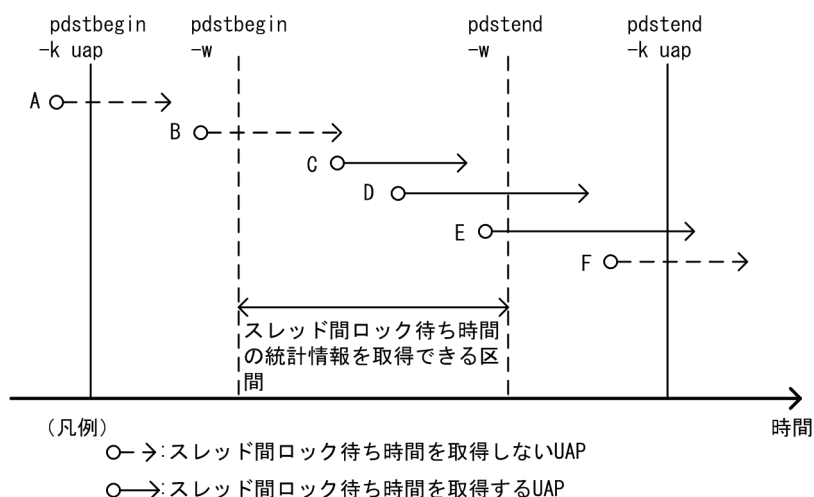 pdstbegin
-k uap
pdstbegin
-w
pdstend
-w
pdstend
-k uap
A
B
C
D
E
F
スレッド間ロック待ち時間
の統計情報を取得できる区
間
時間
(凡例)
:スレッド間ロック待ち時間を取得しないUAP
:スレッド間ロック待ち時間を取得するUAP